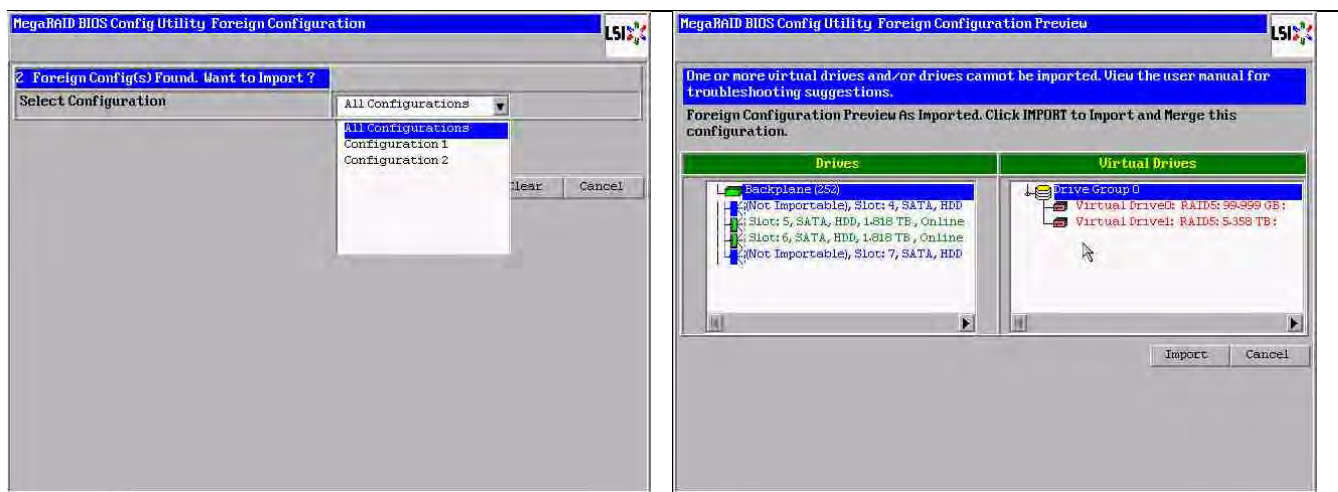 MegaRAID BIOS Config Utility Foreign Configuration
LSI
2 Foreign Config(s) Found. Want to Import ?
Select Configuration
All Configurations
All Configurations
Configuration 1
Configuration 2
Clear
Cancel
MegaRAID BIOS Config Utility Foreign Configuration Preview
LSI
One or more virtual drives and/or drives cannot be imported. View the user manual for
troubleshooting suggestions.
Foreign Configuration Preview As Imported. Click IMPORT to Import and Merge this
configuration.
Drives
Backplane (252)
(Not Importable), Slot: 4, SATA, HDD
Slot: 5, SATA, HDD, 1.818 TB, Online
Slot: 6, SATA, HDD, 1.818 TB, Online
(Not Importable), Slot: 7, SATA, HDD
Virtual Drives
Drive Group 0
Virtual Drive0: RAID5: 99.999 GB:
Virtual Drive1: RAID5: 5.358 TB:
Import
Cancel